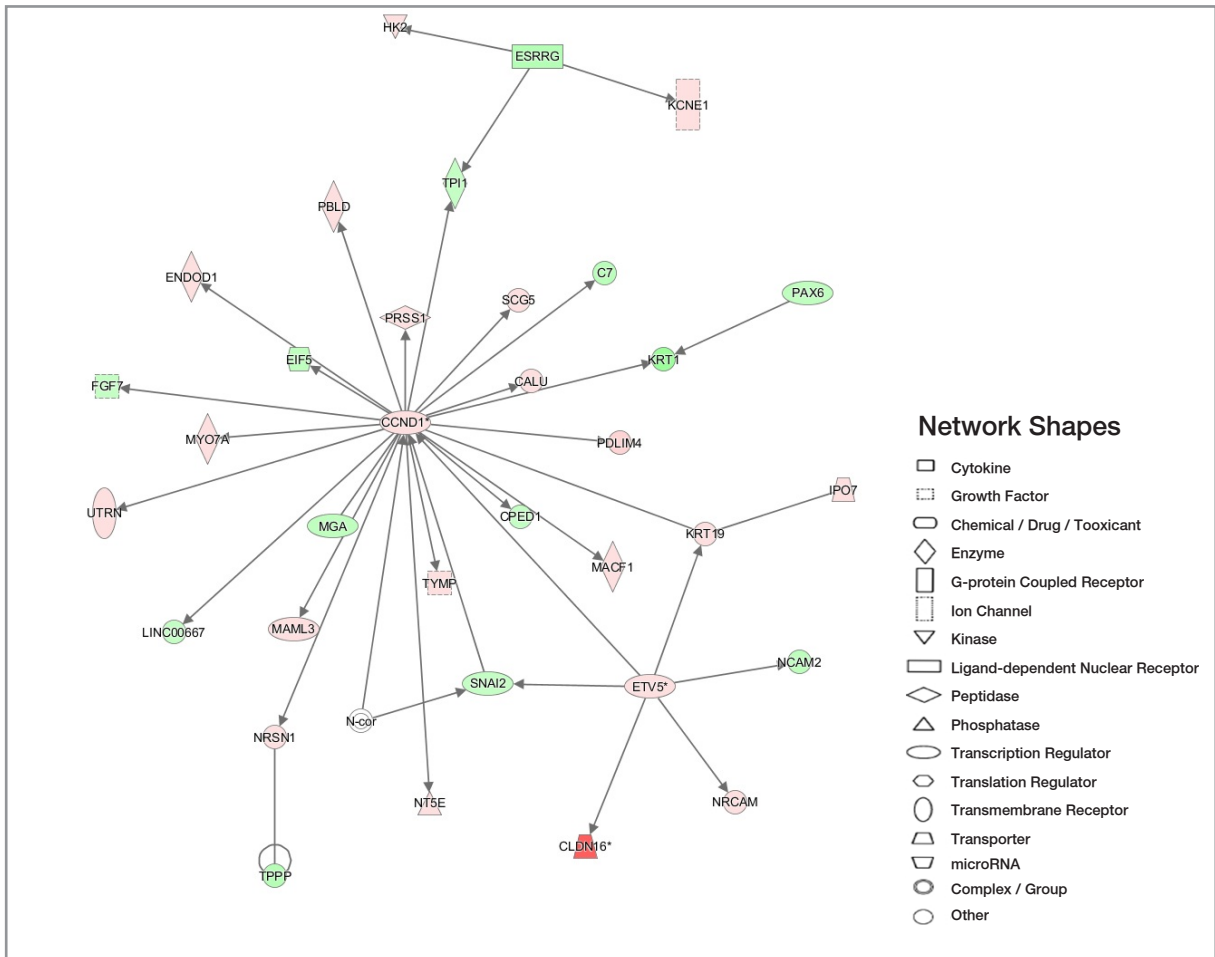 HK2
ESRRG
KCNE1
TPI1
PBLD
ENDOD1
C7
PAX6
SCG5
PRSS1
EIF5
KRT1
FGF7
CALU
CCND1*
MYO7A
PDLIM4
IPO7
UTRN
MGA
CPED1
KRT19
MACF1
TYMP
LINC00667
MAML3
NCAM2
SNAI2
ETV5*
N-cor
NRSN1
NT5E
NRCAM
CLDN16*
TPPP
Network Shapes
Cytokine
Growth Factor
Chemical / Drug / Tooxicant
Enzyme
G-protein Coupled Receptor
Ion Channel
Kinase
Ligand-dependent Nuclear Receptor
Peptidase
Phosphatase
Transcription Regulator
Translation Regulator
Transmembrane Receptor
Transporter
microRNA
Complex / Group
Other